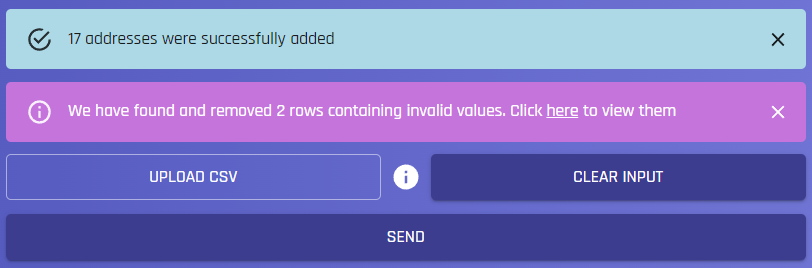 17 addresses were successfully added
We have found and removed 2 rows containing invalid values. Click here to view them
UPLOAD CSV
CLEAR INPUT
SEND